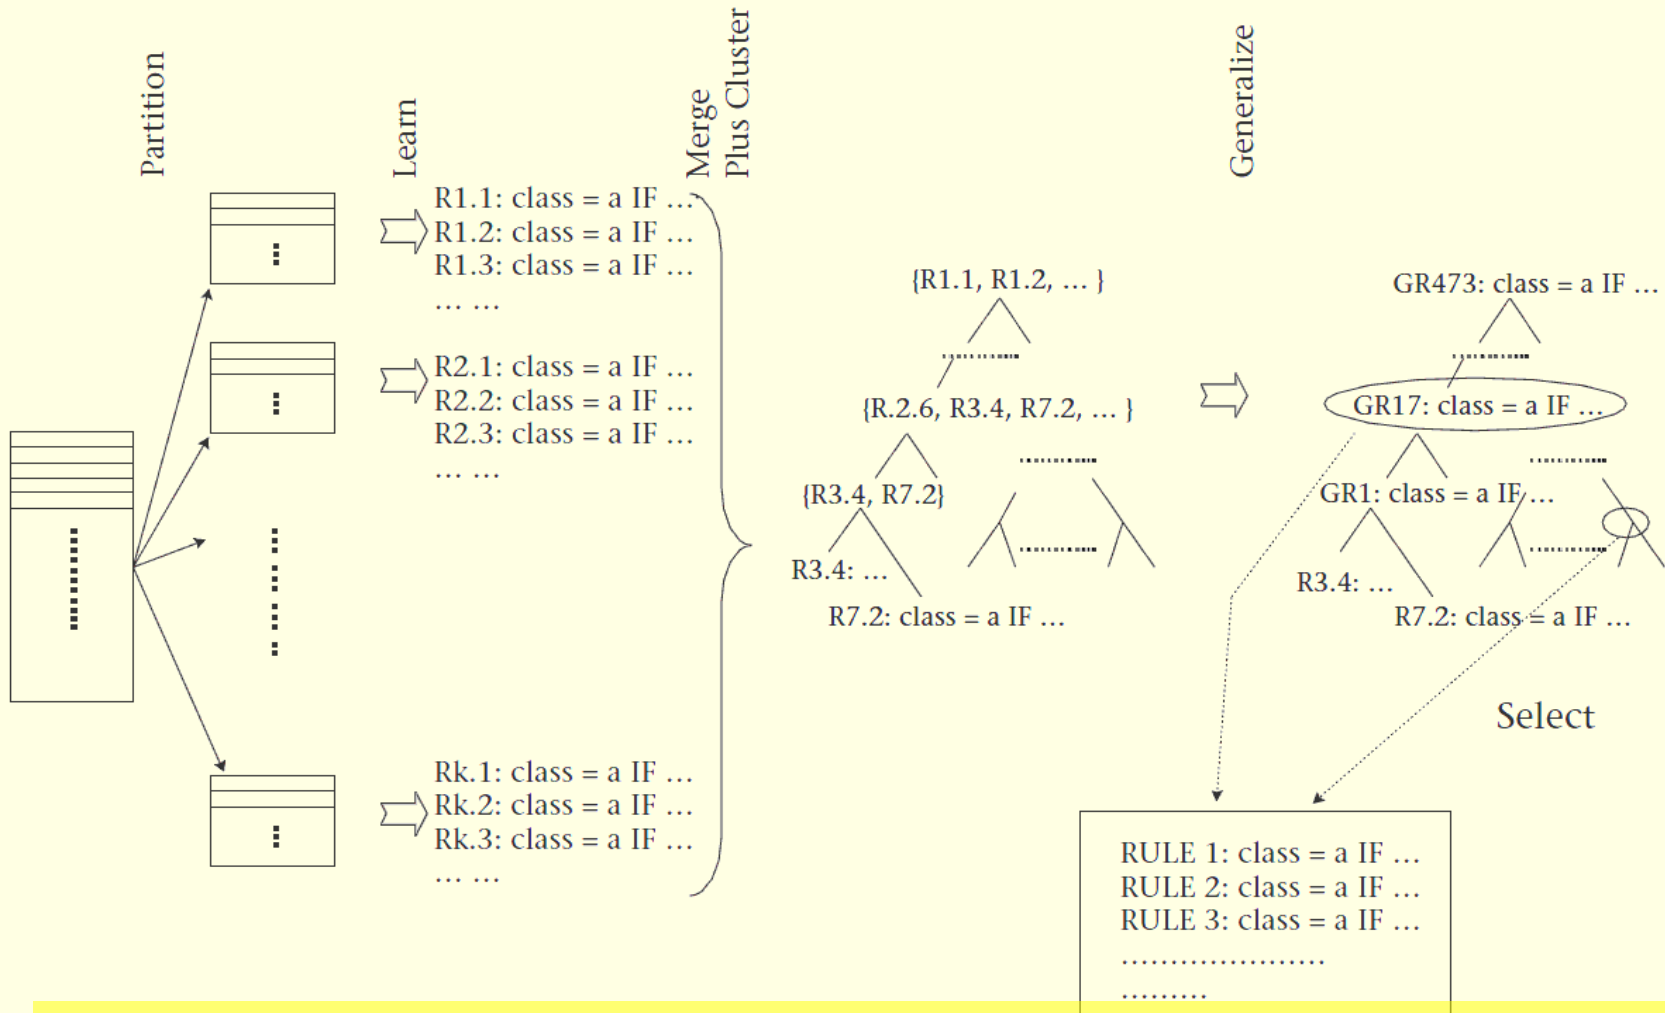 Partition
Learn
Merge
Plus Cluster
Generalize
R1.1: class = a IF ...
R1.2: class = a IF ...
R1.3: class = a IF ...
... ...
R2.1: class = a IF ...
R2.2: class = a IF ...
R2.3: class = a IF ...
... ...
Rk.1: class = a IF ...
Rk.2: class = a IF ...
Rk.3: class = a IF ...
... ...
{R1.1, R1.2, ... }
{R.2.6, R3.4, R7.2, ... }
{R3.4, R7.2}
R3.4: ...
R7.2: class = a IF ...
GR473: class = a IF ...
GR17: class = a IF ...
GR1: class = a IF ...
R3.4: ...
R7.2: class = a IF ...
Select
RULE 1: class = a IF ...
RULE 2: class = a IF ...
RULE 3: class = a IF ...
.....................
.........